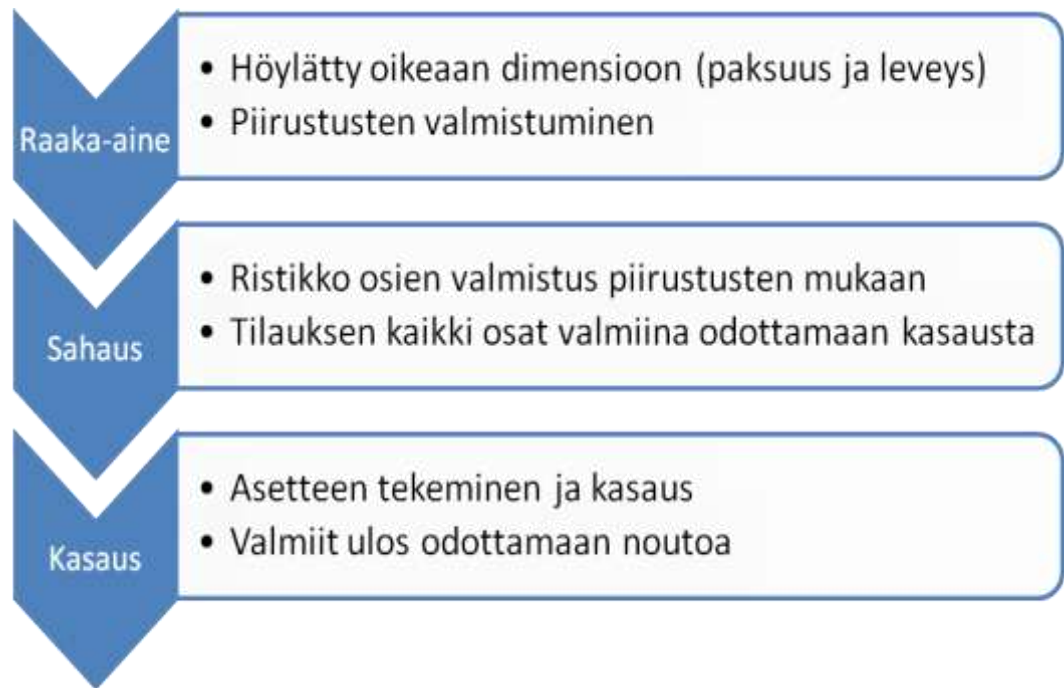 Raaka-aine
• Höylätty oikeaan dimensioon (paksuus ja leveys)
• Piirustusten valmistuminen
Sahaus
• Ristikko osien valmistus piirustusten mukaan
• Tilauksen kaikki osat valmiina odottamaan kasausta
Kasaus
• Asetteen tekeminen ja kasaus
• Valmiit ulos odottamaan noutoa